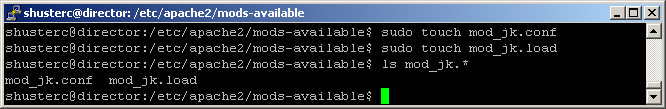 shusterc@director: /etc/apache2/mods-available
shusterc@director:/etc/apache2/mods-available$ sudo touch mod_jk.conf
shusterc@director:/etc/apache2/mods-available$ sudo touch mod_jk.load
shusterc@director:/etc/apache2/mods-available$ ls mod_jk.*
mod_jk.conf  mod_jk.load
shusterc@director:/etc/apache2/mods-available$